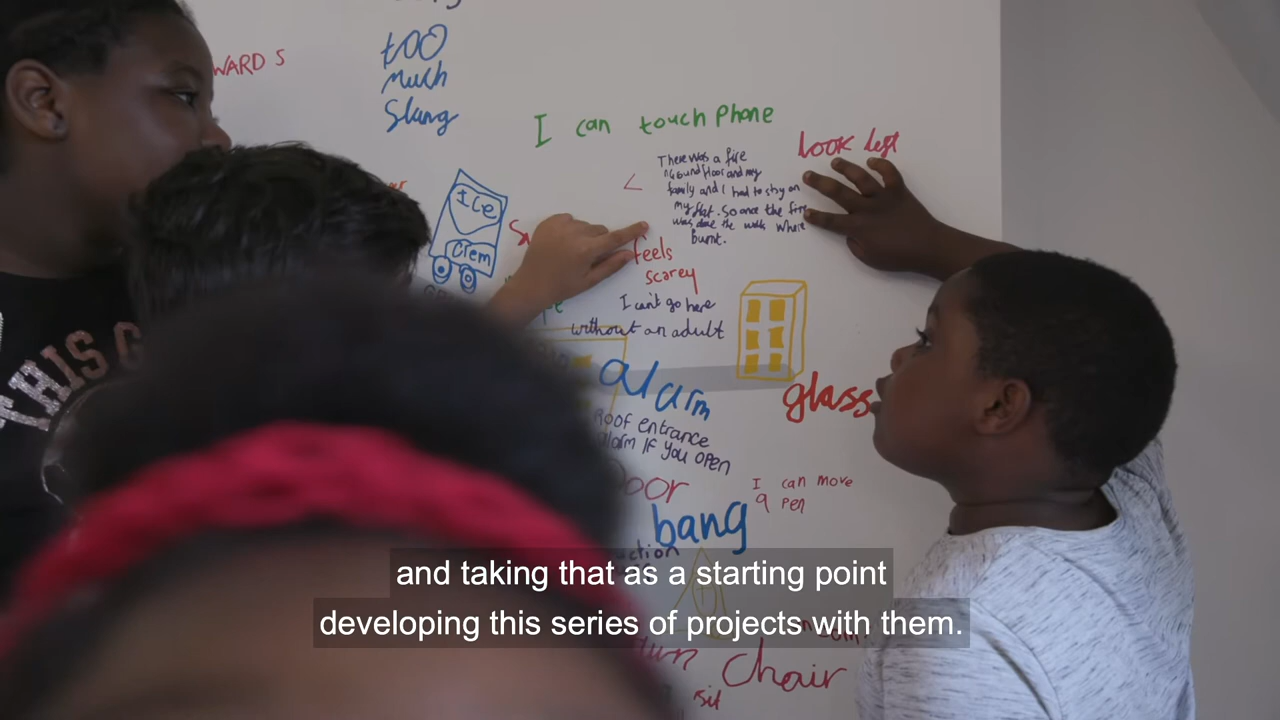 too
Much
Slang
WARD S
I can touch Phone
Look left
There was a fire
Ground floor and my
family and I had to stay on
my flat. So once the fire
was done the walls where
burnt.
Ice
Crem
feels
scarey
I can't go here
without an adult
alarm
glass
Roof entrance
alarm IF you open
I can move
a pen
bang
THIS
and taking that as a starting point
developing this series of projects with them.
Chair